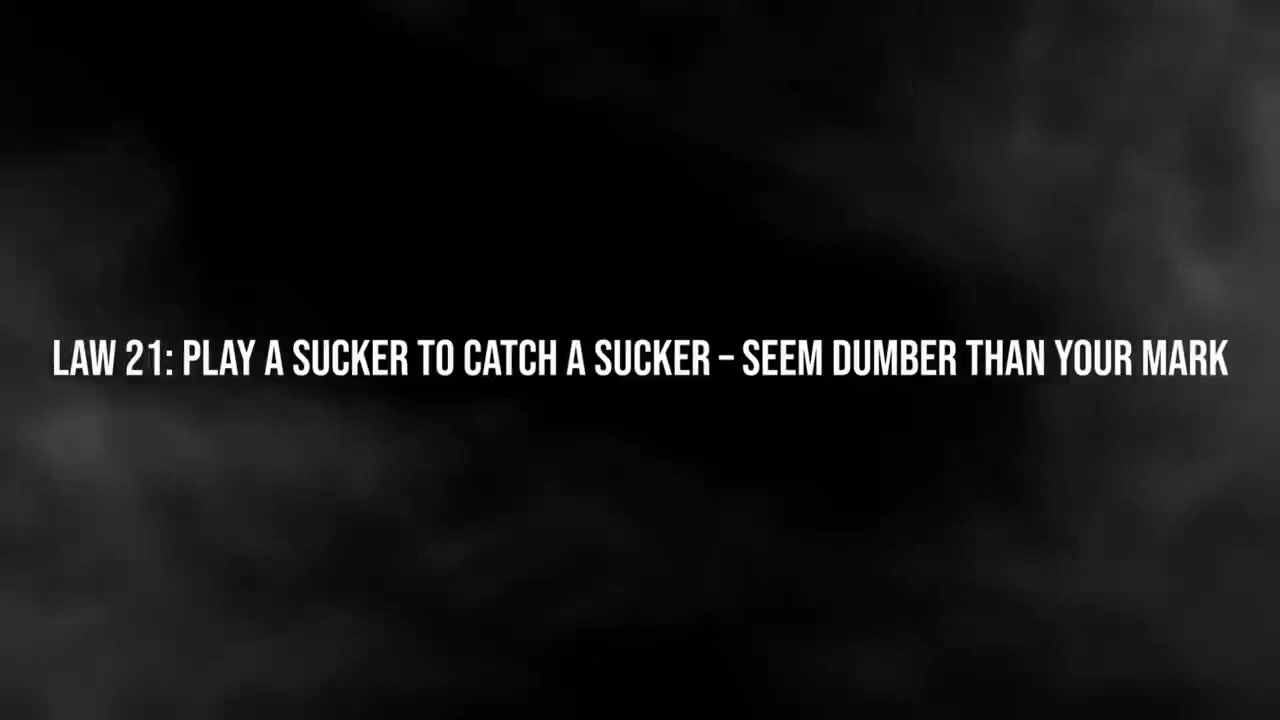 LAW 21: PLAY A SUCKER TO CATCH A SUCKER – SEEM DUMBER THAN YOUR MARK